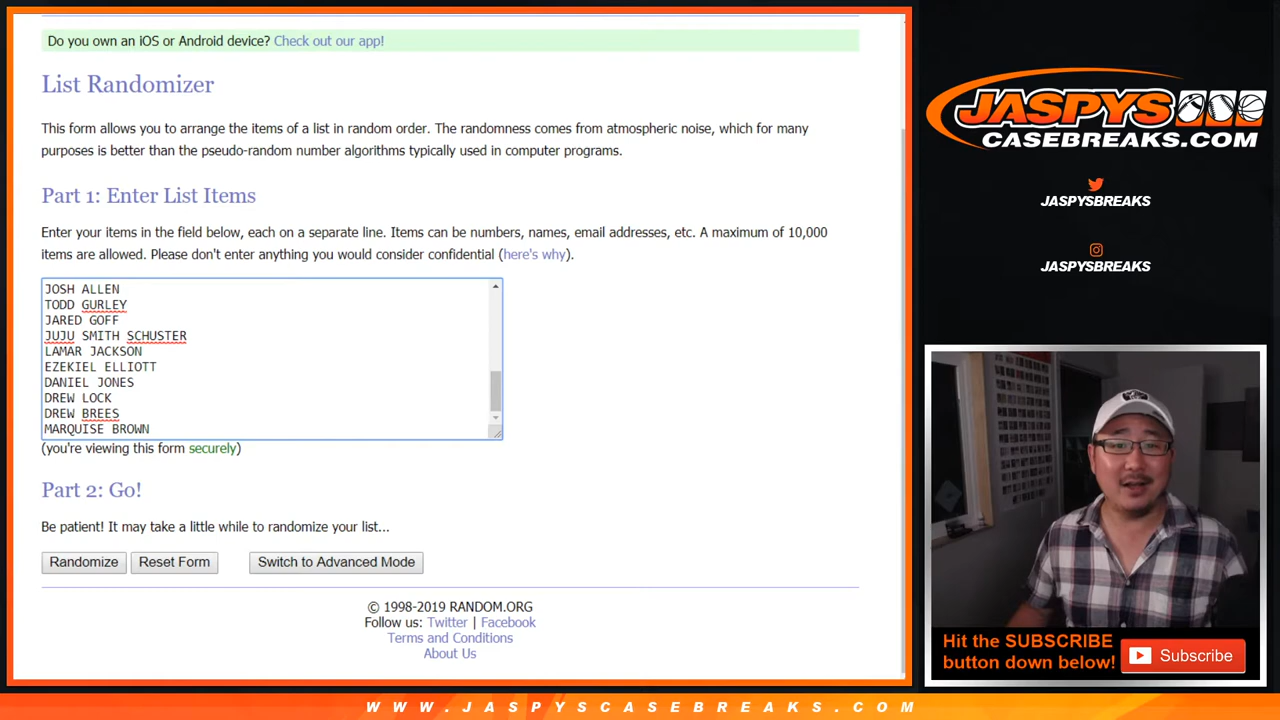 Do you own an iOS or Android device? Check out our app!
List Randomizer
This form allows you to arrange the items of a list in random order. The randomness comes from atmospheric noise, which for many
purposes is better than the pseudo-random number algorithms typically used in computer programs.
Part 1: Enter List Items
Enter your items in the field below, each on a separate line. Items can be numbers, names, email addresses, etc. A maximum of 10,000
items are allowed. Please don't enter anything you would consider confidential (here's why).
JOSH ALLEN
TODD GURLEY
JARED GOFF
JUJU SMITH SCHUSTER
LAMAR JACKSON
EZEKIEL ELLIOTT
DANIEL JONES
DREW LOCK
DREW BREES
MARQUISE BROWN
(you're viewing this form securely)
Part 2: Go!
Be patient! It may take a little while to randomize your list...
Randomize Reset Form Switch to Advanced Mode
© 1998-2019 RANDOM.ORG
Follow us: Twitter | Facebook
Terms and Conditions
About Us
JASPYS
CASEBREAKS.COM
JASPYSBREAKS
JASPYSBREAKS
Hit the SUBSCRIBE
button down below!
Subscribe
WWW.JASPYSCASEBREAKS.COM